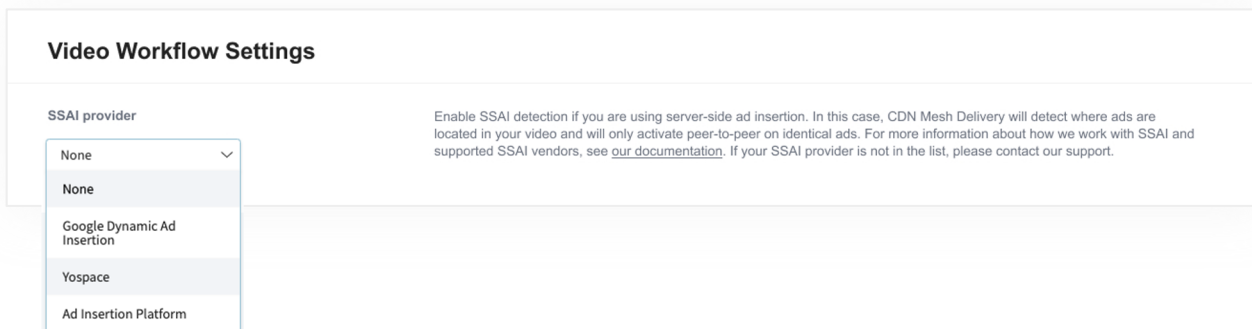 Video Workflow Settings
SSAI provider
Enable SSAI detection if you are using server-side ad insertion. In this case, CDN Mesh Delivery will detect where ads are
located in your video and will only activate peer-to-peer on identical ads. For more information about how we work with SSAI and
supported SSAI vendors, see our documentation. If your SSAI provider is not in the list, please contact our support.
None
None
Google Dynamic Ad
Insertion
Yospace
Ad Insertion Platform